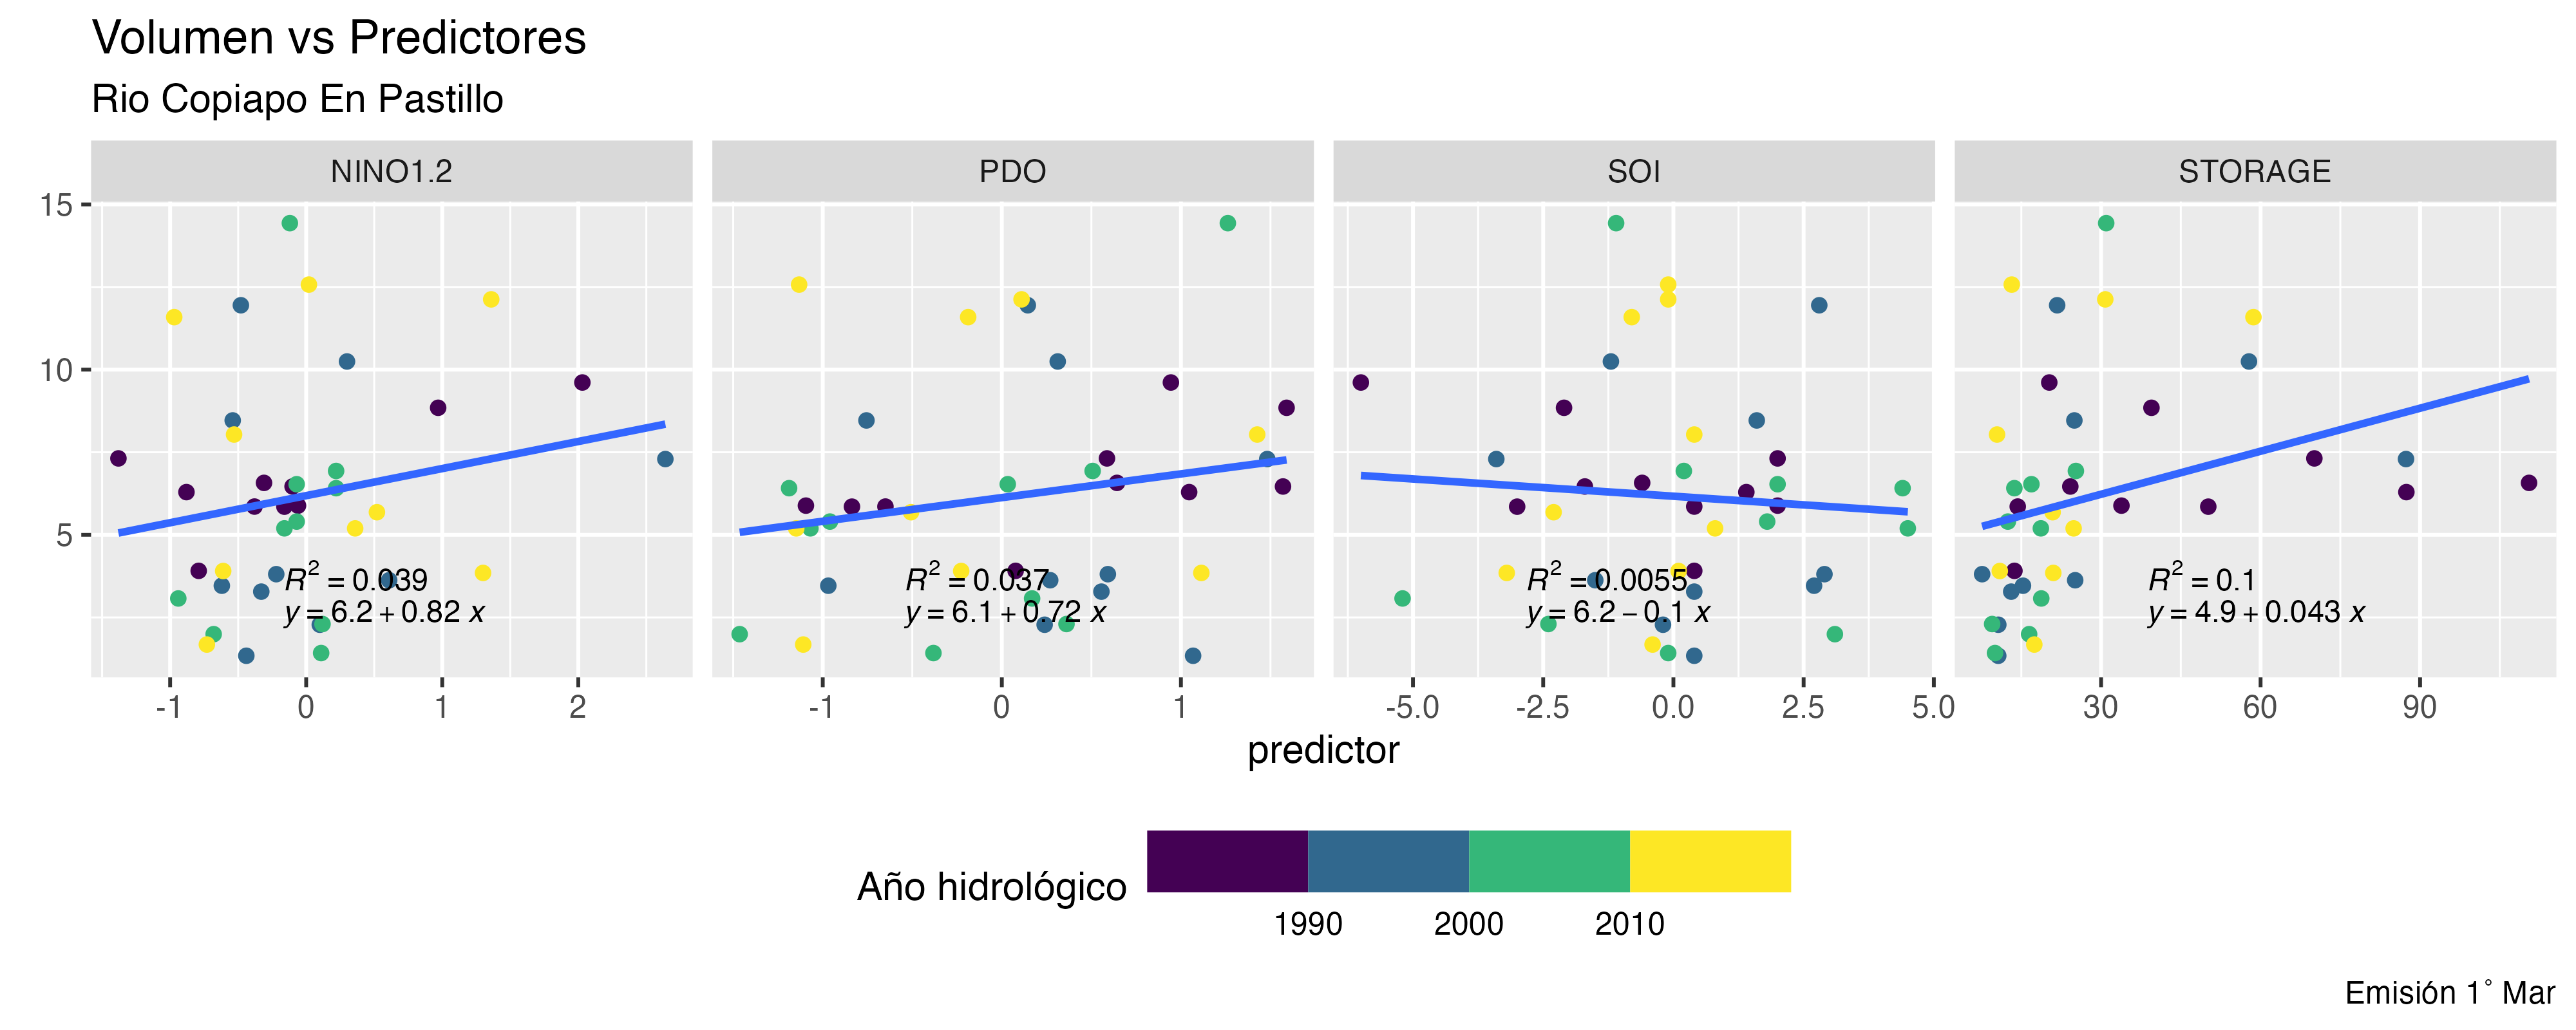 Volumen vs Predictores
Rio Copiapo En Pastillo
NINO1.2 PDO SOI STORAGE
15
10
5
R² = 0.039
y = 6.2 + 0.82 x
R² = 0.037
y = 6.1 + 0.72 x
R² = 0.0055
y = 6.2 − 0.1 x
R² = 0.1
y = 4.9 + 0.043 x
-1 0 1 2 -1 0 1 -5.0 -2.5 0.0 2.5 5.0 30 60 90
predictor
Año hidrológico
1990 2000 2010
Emisión 1° Mar